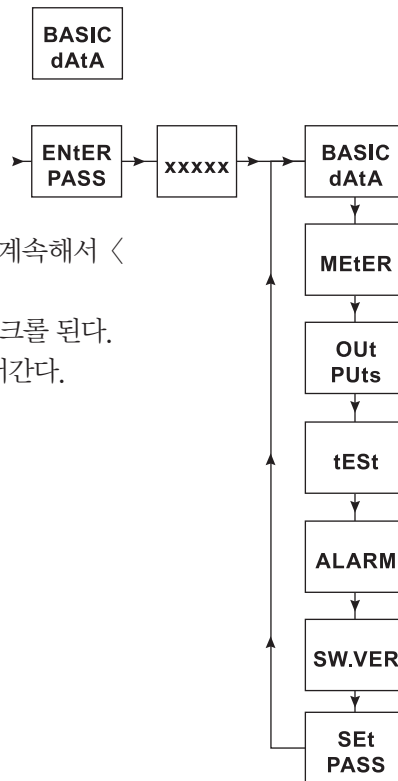 BASIC
dAtA
ENtER
PASS
xxxxx
BASIC
dAtA
계속해서 〈
MEtER
크롤 된다.
OUt
PUts
어간다.
tESt
ALARM
SW.VER
SEt
PASS